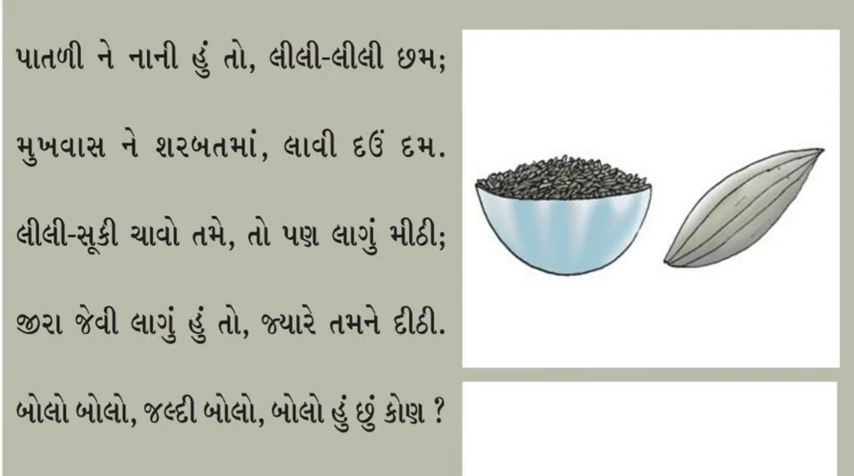 પાતળી ને નાની હું તો, લીલી-લીલી છમ;
મુખવાસ ને શરબતમાં, લાવી દઉં દમ.
લીલી-સૂકી ચાવો તમે, તો પણ લાગું મીઠી;
જીરા જેવી લાગું હું તો, જ્યારે તમને દીઠી.
બોલો બોલો, જલ્દી બોલો, બોલો હું છું કોણ ?